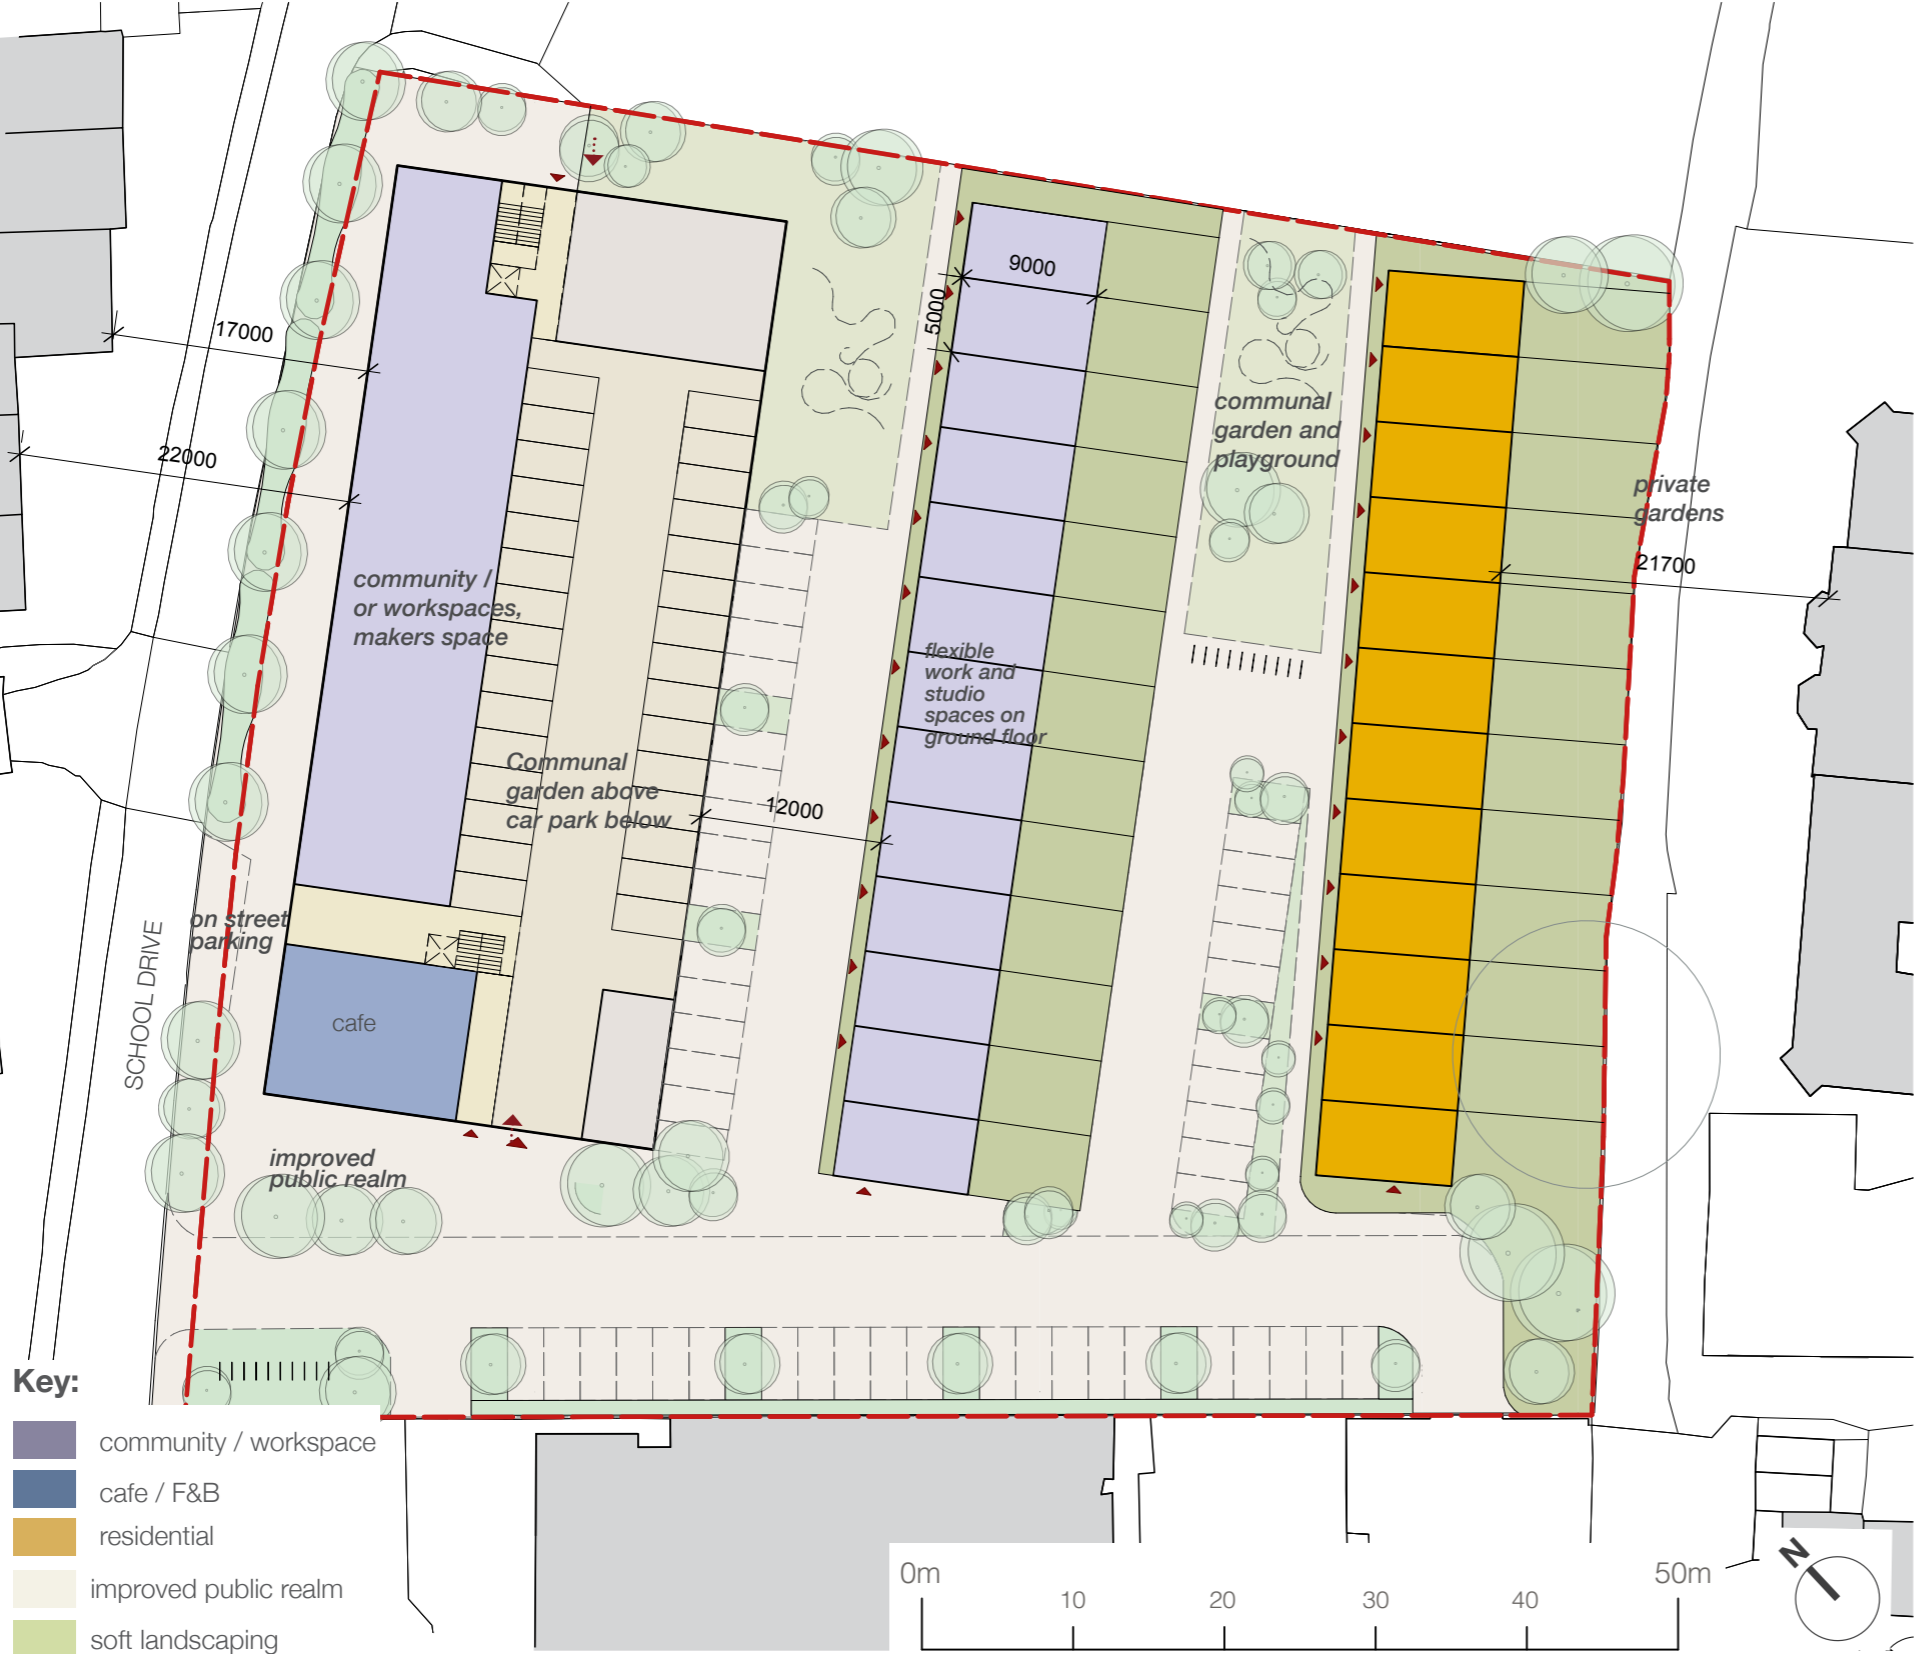 17000
22000
9000
5000
communal
garden and
playground
private
gardens
21700
community /
or workspaces,
makers space
flexible
work and
studio
spaces on
ground floor
Communal
garden above
car park below
12000
on street
parking
SCHOOL DRIVE
cafe
improved
public realm
Key:
community / workspace
cafe / F&B
residential
improved public realm
soft landscaping
0m
10
20
30
40
50m
N